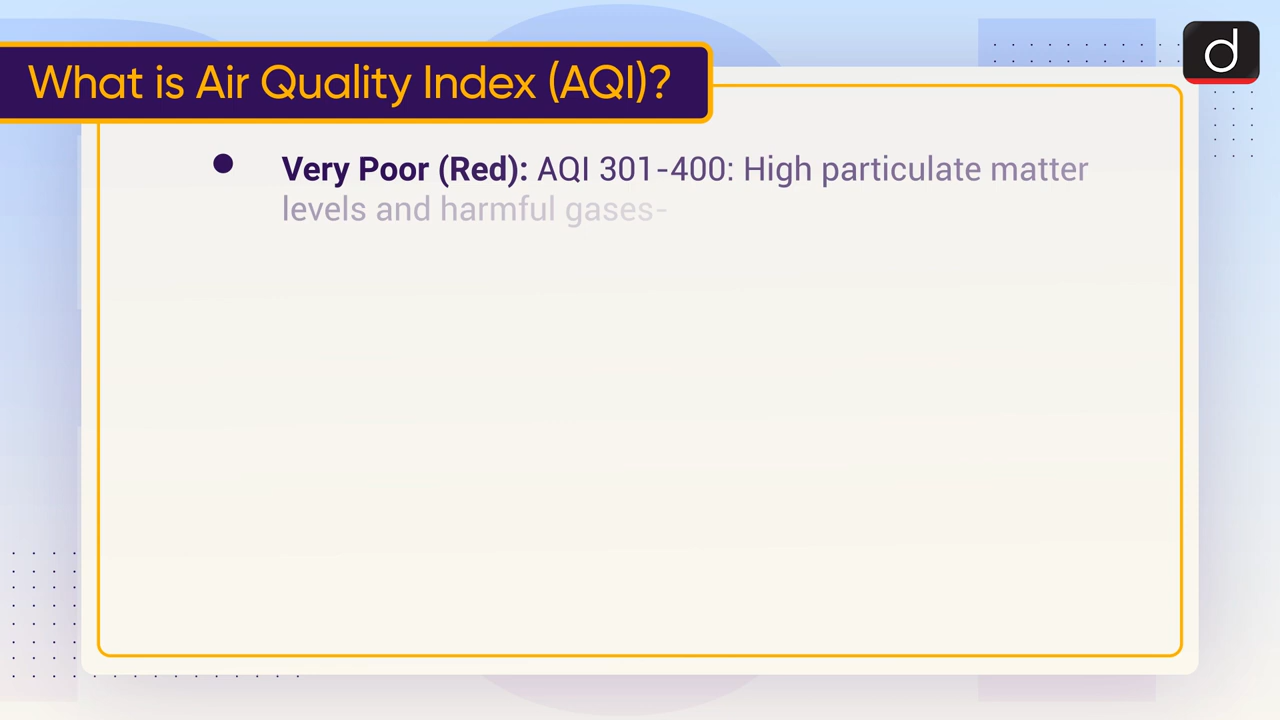 What is Air Quality Index (AQI)?
d
Very Poor (Red): AQI 301-400: High particulate matter
levels and harmful gases-